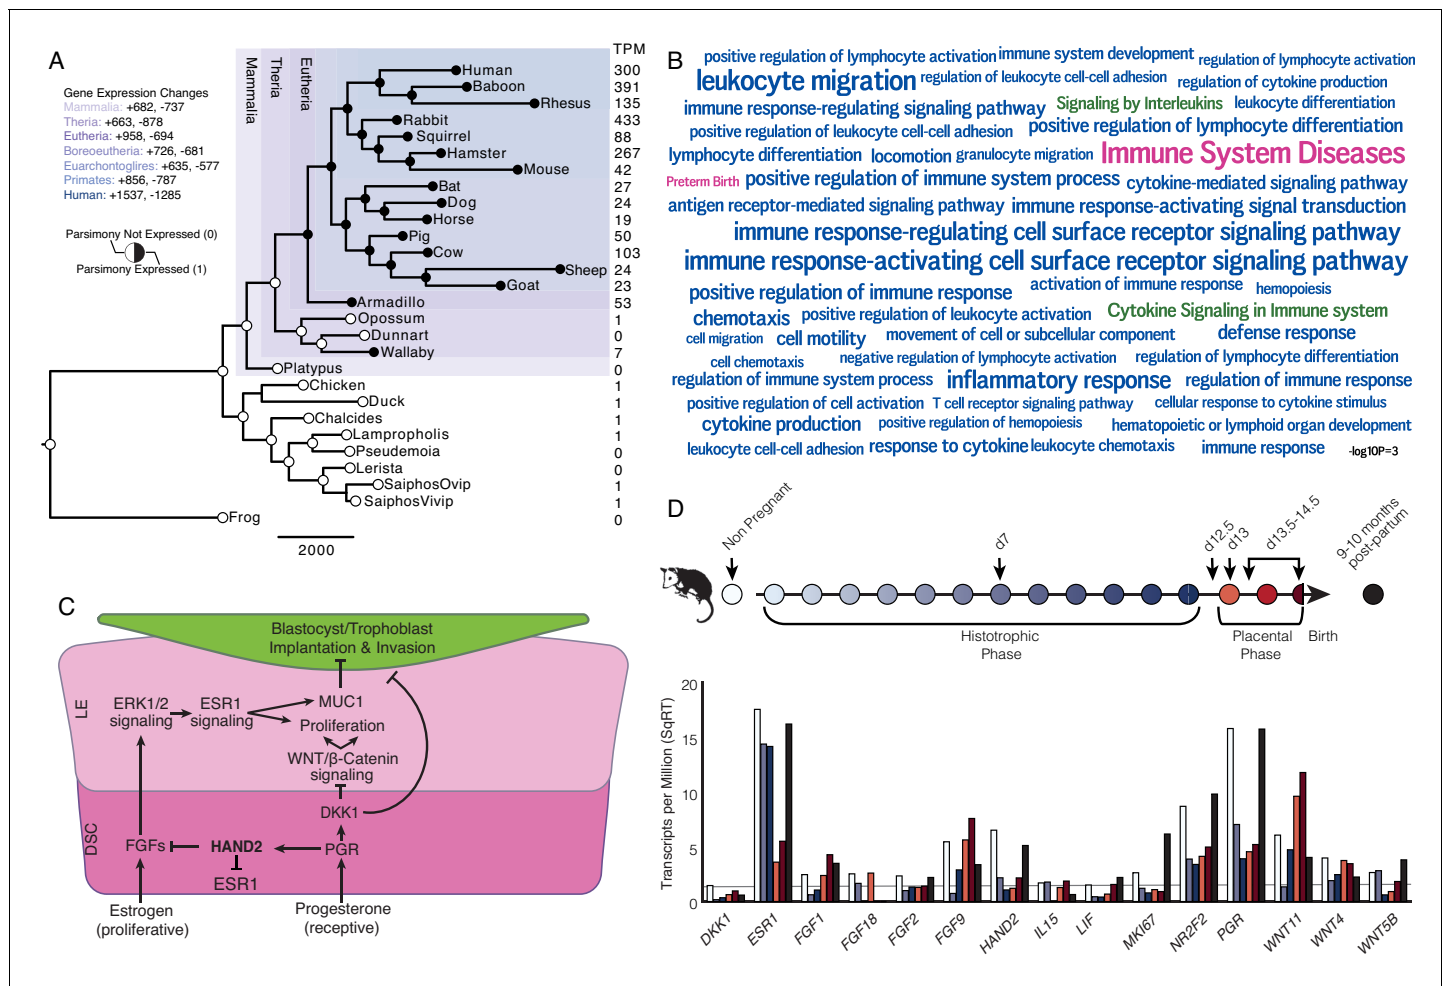 A
Mammalia
Theria
Eutheria
TPM
Gene Expression Changes
Mammalia: +682, -737
Theria: +663, -878
Eutheria: +958, -694
Boreoeutheria: +726, -681
Euarchontoglires: +635, -577
Primates: +856, -787
Human: +1537, -1285
Parsimony Not Expressed (0)
Parsimony Expressed (1)
Human 300
Baboon 391
Rhesus 135
Rabbit 433
Squirrel 88
Hamster 267
Mouse 42
Bat 27
Dog 24
Horse 19
Pig 50
Cow 103
Sheep 24
Goat 23
Armadillo 53
Opossum 1
Dunnart 0
Wallaby 7
Platypus 0
Chicken 1
Duck 1
Chalcides 1
Lampropholis 1
Pseudemoia 0
Lerista 0
SaiphosOvip 1
SaiphosVivip 1
Frog 0
2000
B
positive regulation of lymphocyte activation immune system development regulation of lymphocyte activation
leukocyte migration regulation of leukocyte cell-cell adhesion regulation of cytokine production
immune response-regulating signaling pathway Signaling by Interleukins leukocyte differentiation
positive regulation of leukocyte cell-cell adhesion positive regulation of lymphocyte differentiation
lymphocyte differentiation locomotion granulocyte migration Immune System Diseases
Preterm Birth positive regulation of immune system process cytokine-mediated signaling pathway
antigen receptor-mediated signaling pathway immune response-activating signal transduction
immune response-regulating cell surface receptor signaling pathway
immune response-activating cell surface receptor signaling pathway
positive regulation of immune response activation of immune response hemopoiesis
chemotaxis positive regulation of leukocyte activation Cytokine Signaling in Immune system
cell migration cell motility movement of cell or subcellular component defense response
cell chemotaxis negative regulation of lymphocyte activation regulation of lymphocyte differentiation
regulation of immune system process inflammatory response regulation of immune response
positive regulation of cell activation T cell receptor signaling pathway cellular response to cytokine stimulus
cytokine production positive regulation of hemopoiesis hematopoietic or lymphoid organ development
leukocyte cell-cell adhesion response to cytokine leukocyte chemotaxis immune response -log10P=3
C
Blastocyst/Trophoblast
Implantation & Invasion
LE
ERK1/2
signaling
ESR1
signaling
MUC1
Proliferation
WNT/β-Catenin
signaling
DSC
DKK1
FGFs
HAND2
PGR
ESR1
Estrogen
(proliferative)
Progesterone
(receptive)
D
Non Pregnant
d7
d12.5
d13
d13.5-14.5
9-10 months
post-partum
Histotrophic
Phase
Placental
Phase
Birth
Transcripts per Million (SqRT)
20
15
10
5
0
DKK1
ESR1
FGF1
FGF18
FGF2
FGF9
HAND2
IL15
LIF
MKI67
NR2F2
PGR
WNT11
WNT4
WNT5B